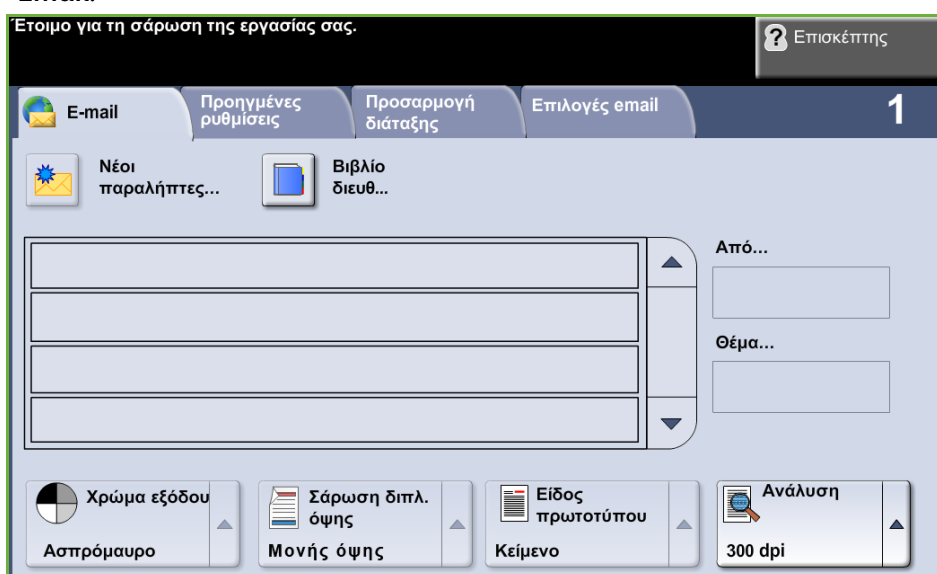 Έτοιμο για τη σάρωση της εργασίας σας.
? Επισκέπτης
E-mail
Προηγμένες
ρυθμίσεις
Προσαρμογή
διάταξης
Επιλογές email
1
Νέοι
παραλήπτες...
Βιβλίο
διευθ...
Από...
Θέμα...
Χρώμα εξόδου
Ασπρόμαυρο
Σάρωση διπλ.
όψης
Μονής όψης
Είδος
πρωτοτύπου
Κείμενο
Ανάλυση
300 dpi